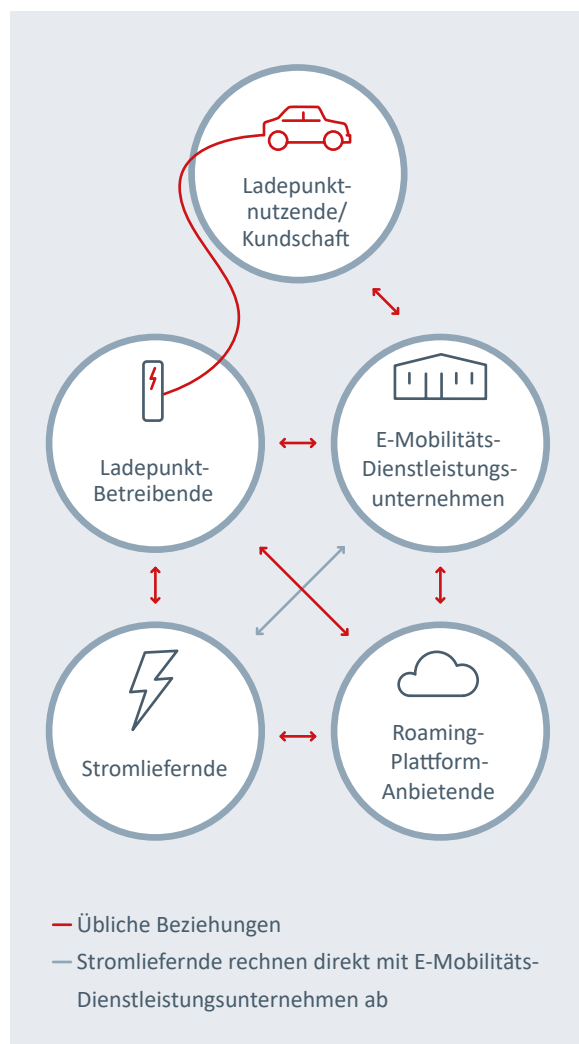 Ladepunkt-
nutzende/
Kundschaft
Ladepunkt-
Betreibende
E-Mobilitäts-
Dienstleistungs-
unternehmen
Stromliefernde
Roaming-
Plattform-
Anbietende
Übliche Beziehungen
Stromliefernde rechnen direkt mit E-Mobilitäts-
Dienstleistungsunternehmen ab